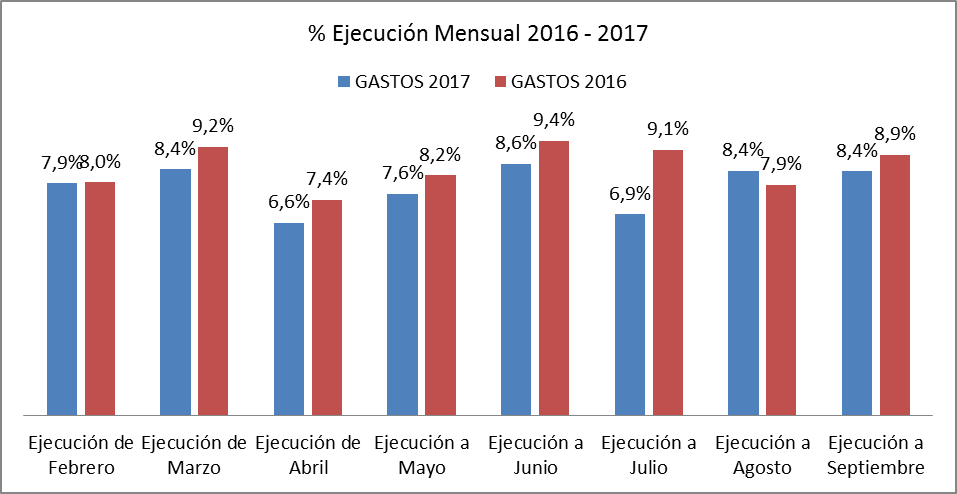 % Ejecución Mensual 2016 - 2017
GASTOS 2017 GASTOS 2016
7,9% 8,0% 8,4% 9,2% 6,6% 7,4% 7,6% 8,2% 8,6% 9,4% 6,9% 9,1% 8,4% 7,9% 8,4% 8,9%
Ejecución de Ejecución de Ejecución de Ejecución a Ejecución a Ejecución a Ejecución a Ejecución a
Febrero Marzo Abril Mayo Junio Julio Agosto Septiembre